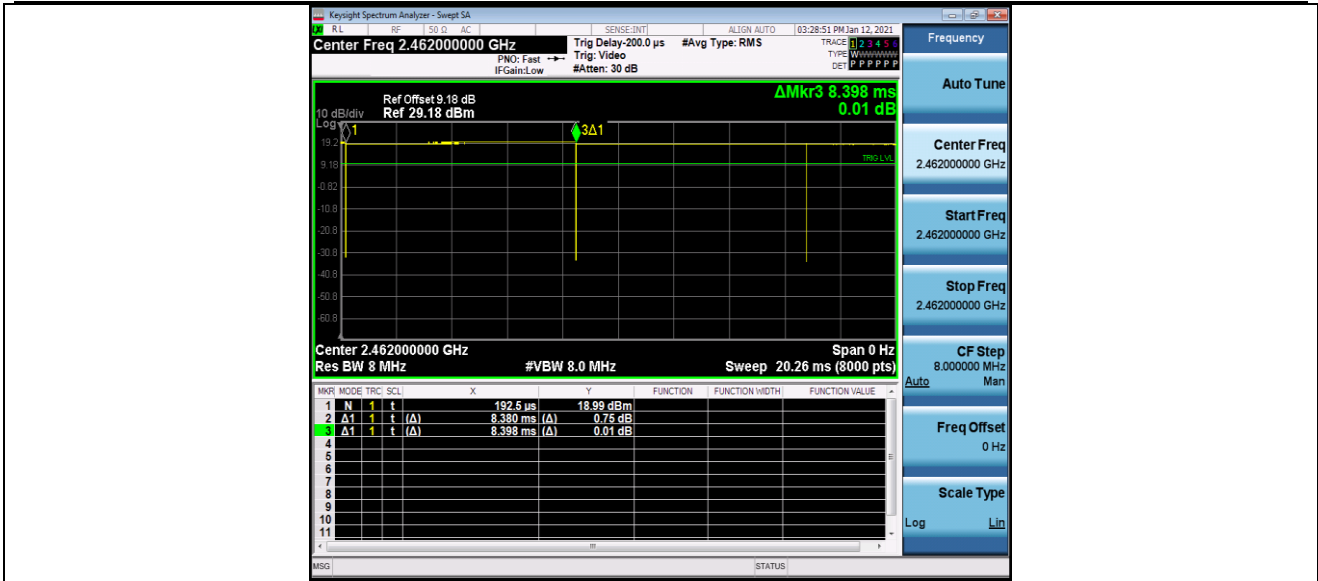 Keysight Spectrum Analyzer - Swept SA
RL RF 50 Ω AC SENSE:INT ALIGN AUTO 03:28:51 PM Jan 12, 2021
Center Freq 2.462000000 GHz
PNO: Fast
IFGain:Low
Trig Delay-200.0 µs
Trig: Video
#Atten: 30 dB
#Avg Type: RMS
TRACE 1 2 3 4 5 6
TYPE WWWWWW
DET P P P P P P
ΔMkr3 8.398 ms
0.01 dB
Ref Offset 9.18 dB
10 dB/div Ref 29.18 dBm
Log
1
3Δ1
19.2
9.18
-0.82
-10.8
-20.8
-30.8
-40.8
-50.8
-60.8
TRIG LVL
Center 2.462000000 GHz Span 0 Hz
Res BW 8 MHz #VBW 8.0 MHz Sweep 20.26 ms (8000 pts)
MKR MODE TRC SCL X Y FUNCTION FUNCTION WIDTH FUNCTION VALUE
1 N 1 t 192.5 µs 18.99 dBm
2 Δ1 1 t (Δ) 8.380 ms (Δ) 0.75 dB
3 Δ1 1 t (Δ) 8.398 ms (Δ) 0.01 dB
4
5
6
7
8
9
10
11
MSG STATUS
Frequency
Auto Tune
Center Freq
2.462000000 GHz
Start Freq
2.462000000 GHz
Stop Freq
2.462000000 GHz
CF Step
8.000000 MHz
Auto Man
Freq Offset
0 Hz
Scale Type
Log Lin